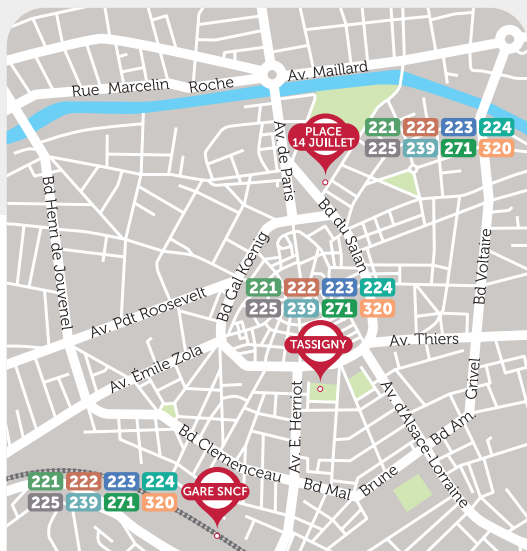 Rue Marcelin Roche
Av. Maillard
Av. de Paris
PLACE
14 JUILLET
221 222 223 224
225 239 271 320
Bd du Salan
Bd Henri de Jouvenel
Bd Voltaire
Bd Gal Kœnig
Av. Pdt Roosevelt
221 222 223 224
225 239 271 320
TASSIGNY
Av. Thiers
Av. Émile Zola
Av. E. Herriot
Av. d'Alsace-Lorraine
Bd Clemenceau
Bd Mal Brune
Bd Am. Grivel
221 222 223 224
225 239 271 320
GARE SNCF